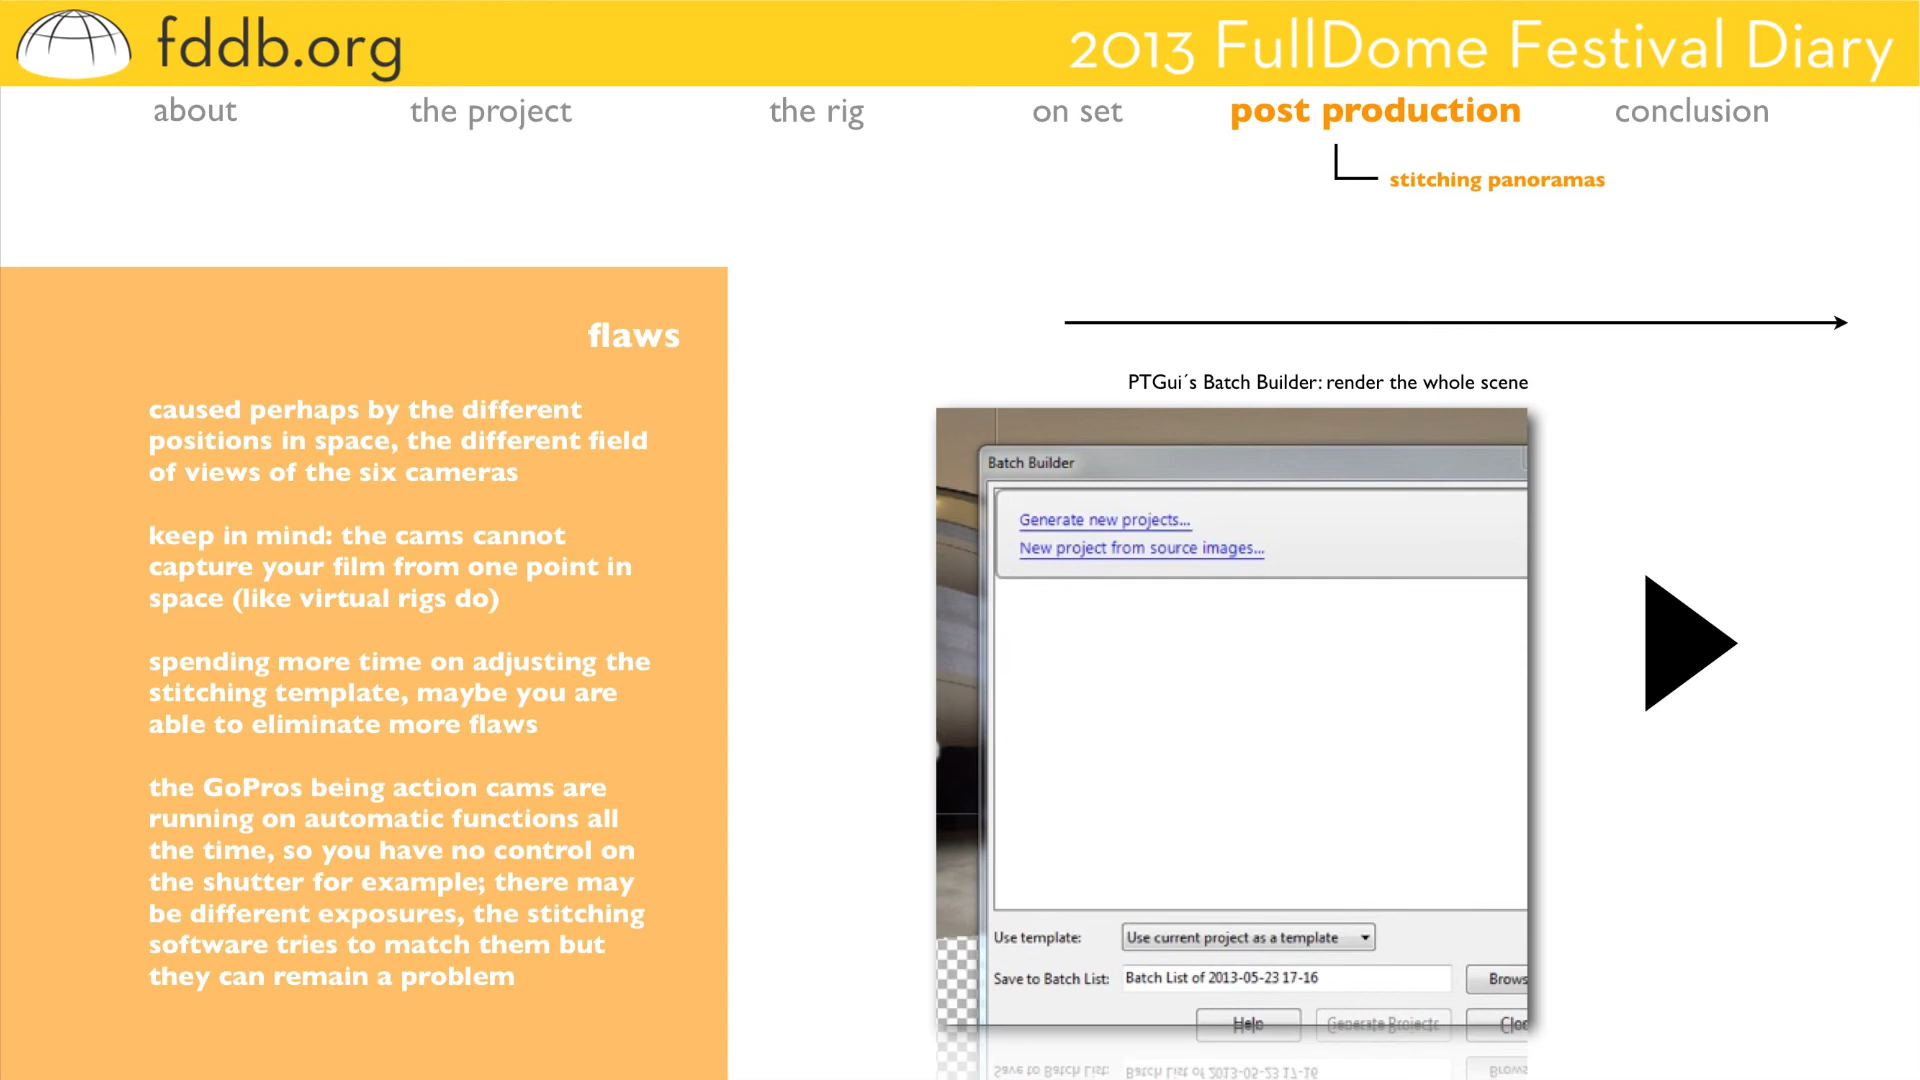 fddb.org
2013 FullDome Festival Diary
about
the project
the rig
on set
post production
conclusion
stitching panoramas
flaws
caused perhaps by the different
positions in space, the different field
of views of the six cameras
keep in mind: the cams cannot
capture your film from one point in
space (like virtual rigs do)
spending more time on adjusting the
stitching template, maybe you are
able to eliminate more flaws
the GoPros being action cams are
running on automatic functions all
the time, so you have no control on
the shutter for example; there may
be different exposures, the stitching
software tries to match them but
they can remain a problem
PTGui´s Batch Builder: render the whole scene
Batch Builder
Generate new projects...
New project from source images...
Use template:
Use current project as a template
Save to Batch List:
Batch List of 2013-05-23 17-16
Brows
Help
Generate Projects
Clos